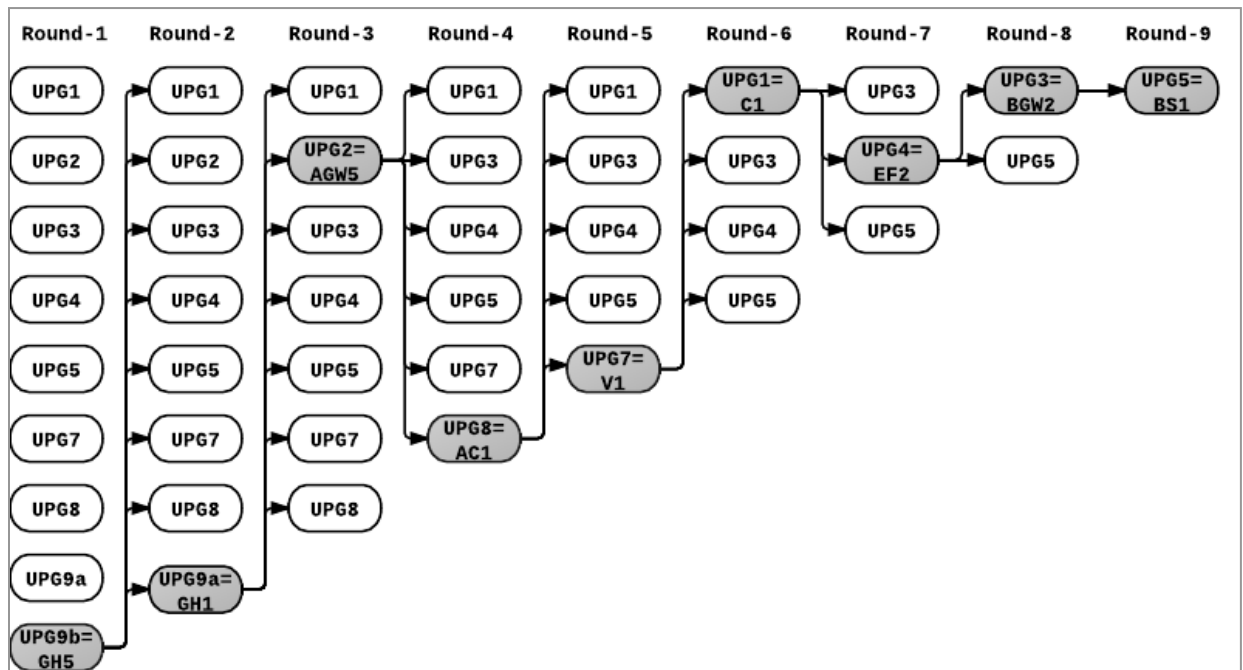 Round-1 Round-2 Round-3 Round-4 Round-5 Round-6 Round-7 Round-8 Round-9
UPG1 UPG1 UPG1 UPG1 UPG1 UPG1= UPG3 UPG3= UPG5=
C1 BGW2 BS1
UPG2 UPG2 UPG2= UPG3 UPG3 UPG3 UPG4= UPG5
AGW5 EF2
UPG3 UPG3 UPG3 UPG4 UPG4 UPG4 UPG5
UPG4 UPG4 UPG4 UPG5 UPG5 UPG5
UPG5 UPG5 UPG5 UPG7 UPG7=
V1
UPG7 UPG7 UPG7 UPG8=
AC1
UPG8 UPG8 UPG8
UPG9a UPG9a=
GH1
UPG9b=
GH5